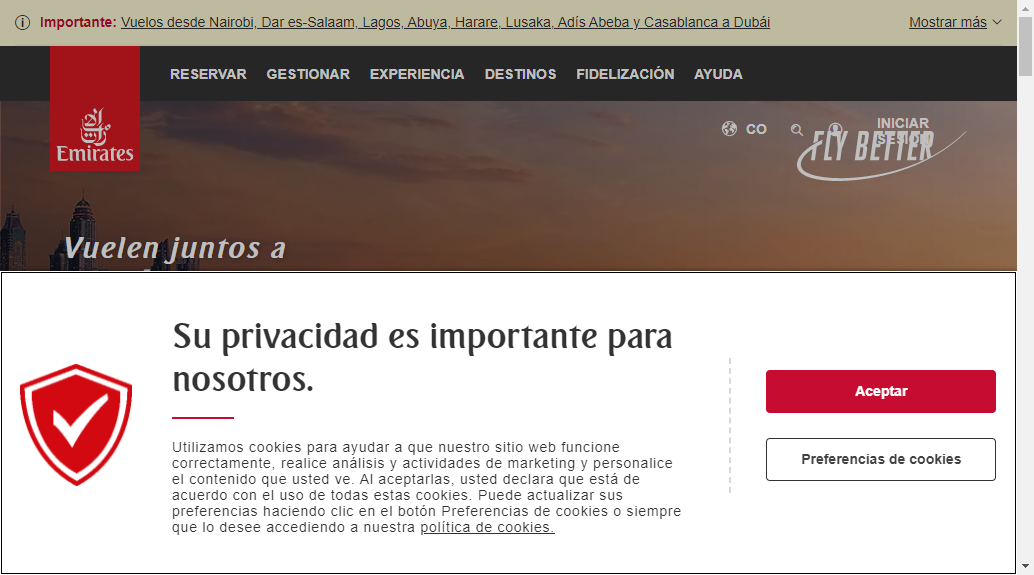 Importante: Vuelos desde Nairobi, Dar es-Salaam, Lagos, Abuya, Harare, Lusaka, Adís Abeba y Casablanca a Dubái Mostrar más
RESERVAR GESTIONAR EXPERIENCIA DESTINOS FIDELIZACIÓN AYUDA
Emirates
CO
INICIAR
SESIÓN
FLY BETTER
Vuelen juntos a
Su privacidad es importante para
nosotros.
Utilizamos cookies para ayudar a que nuestro sitio web funcione
correctamente, realice análisis y actividades de marketing y personalice
el contenido que usted ve. Al aceptarlas, usted declara que está de
acuerdo con el uso de todas estas cookies. Puede actualizar sus
preferencias haciendo clic en el botón Preferencias de cookies o siempre
que lo desee accediendo a nuestra política de cookies.
Aceptar
Preferencias de cookies